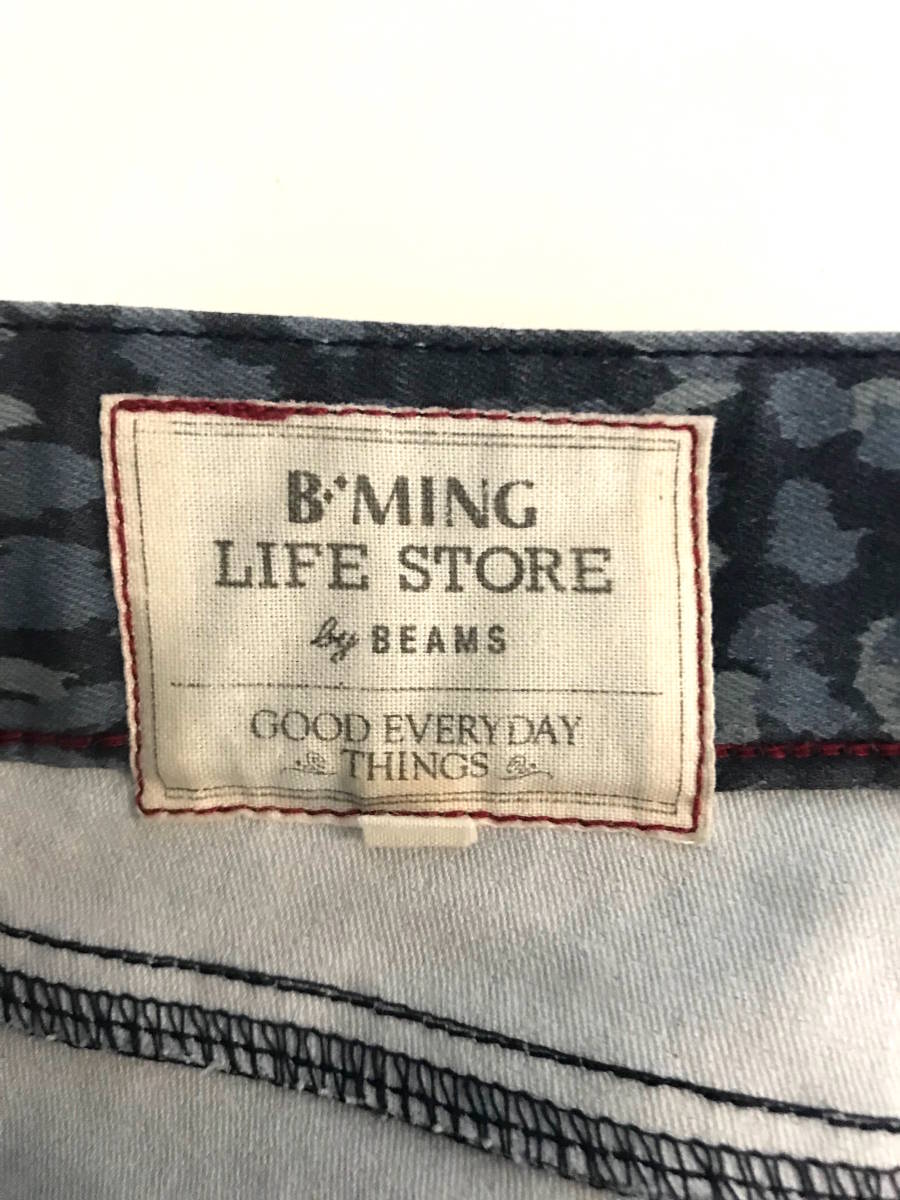 B∴MING
LIFE STORE
by BEAMS
GOOD EVERYDAY
THINGS